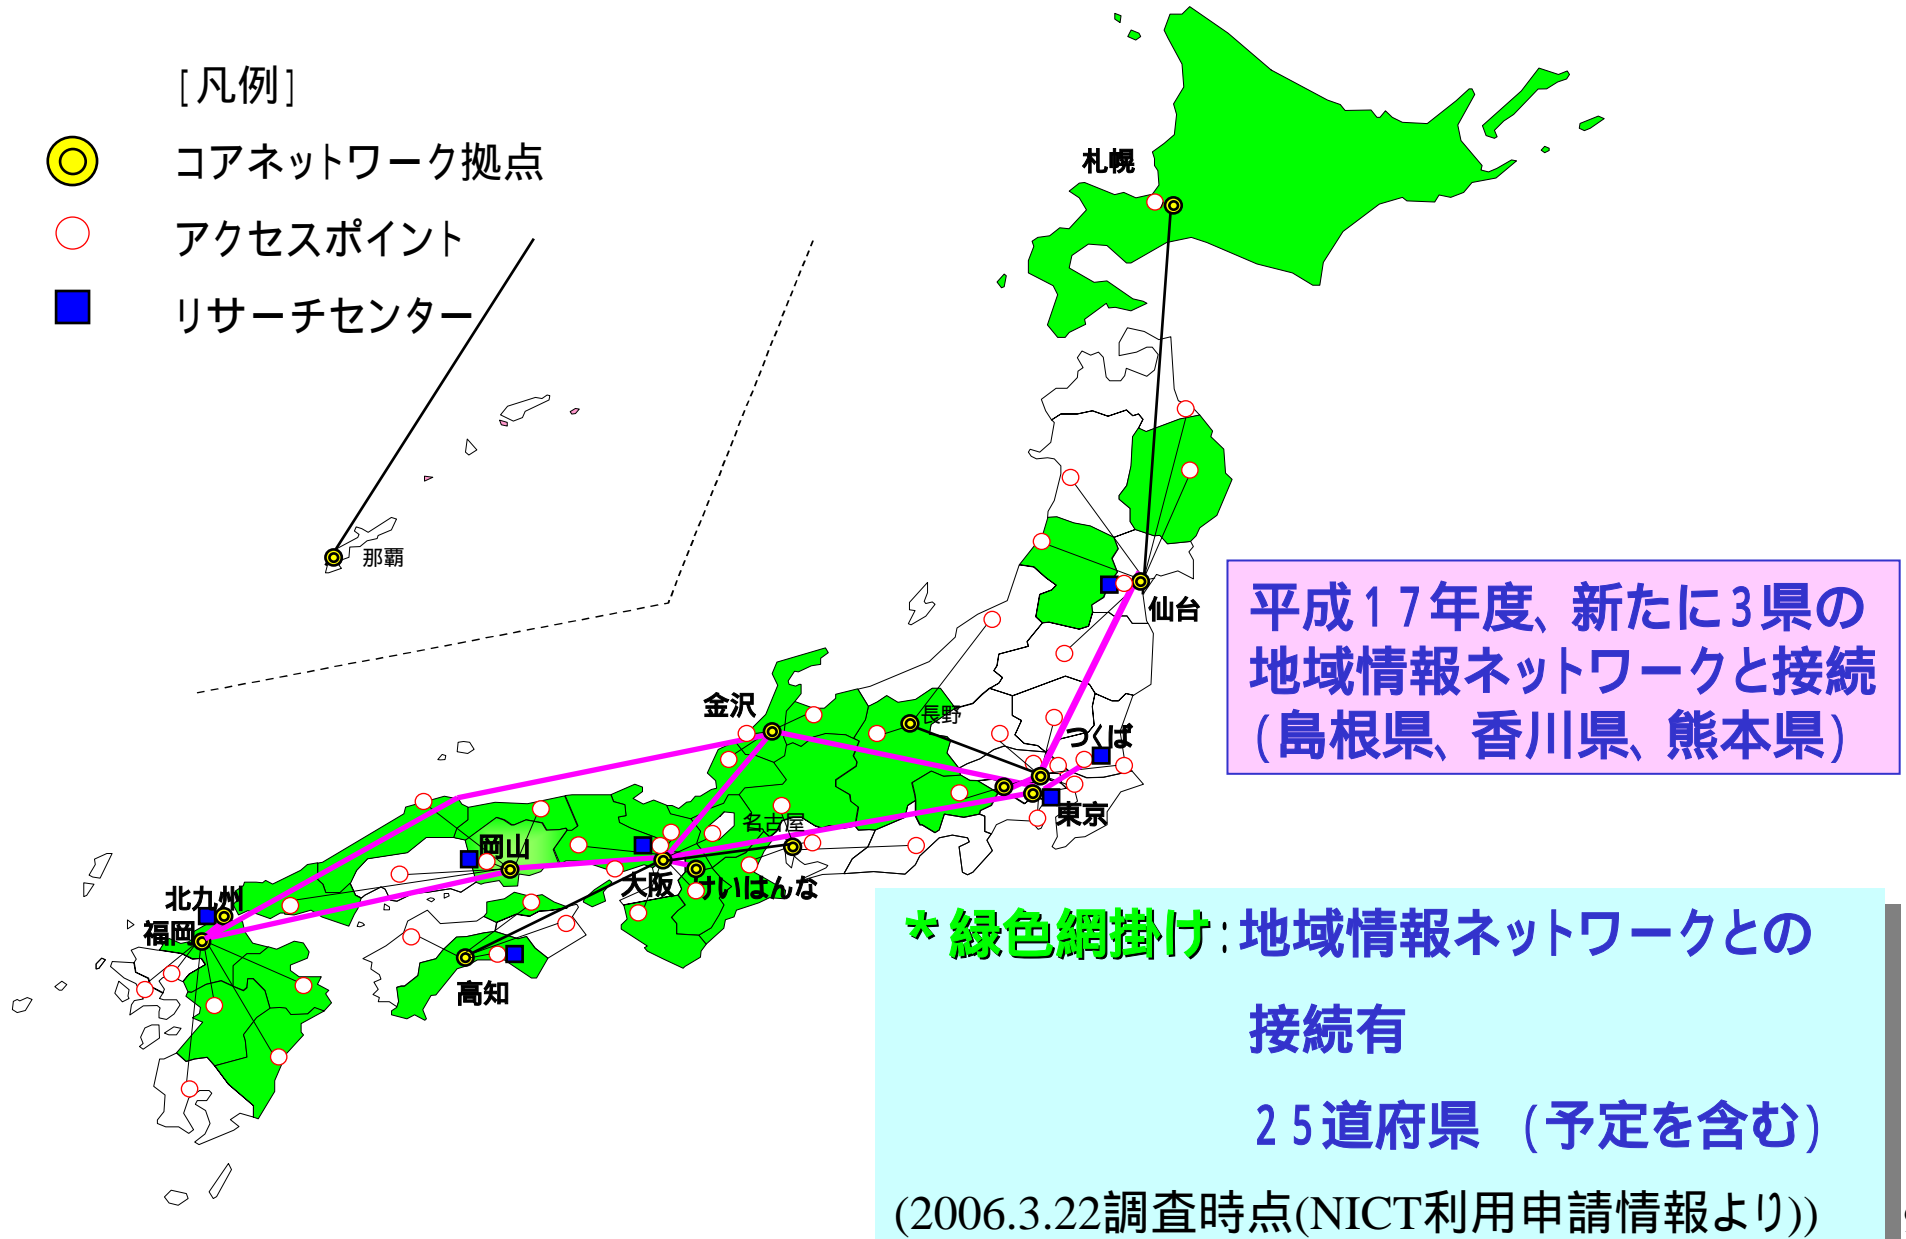 [凡例]
コアネットワーク拠点
アクセスポイント
リサーチセンター
札幌
那覇
仙台
平成17年度、新たに3県の
地域情報ネットワークと接続
(島根県、香川県、熊本県)
金沢
長野
つくば
東京
名古屋
岡山
大阪
けいはんな
北九州
福岡
高知
*緑色網掛け:地域情報ネットワークとの
接続有
25道府県 (予定を含む)
(2006.3.22調査時点(NICT利用申請情報より))